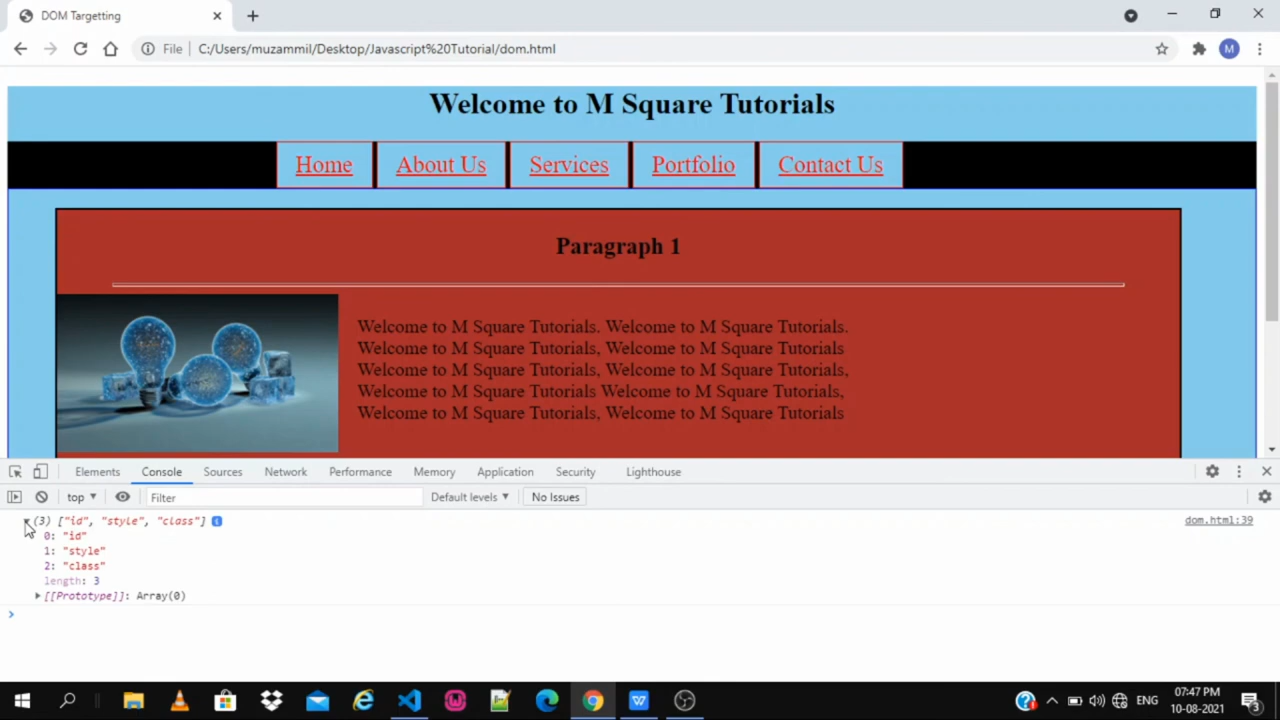 DOM Targetting
File
C:/Users/muzammil/Desktop/Javascript%20Tutorial/dom.html
M
Welcome to M Square Tutorials
Home
About Us
Services
Portfolio
Contact Us
Paragraph 1
Welcome to M Square Tutorials. Welcome to M Square Tutorials.
Welcome to M Square Tutorials, Welcome to M Square Tutorials
Welcome to M Square Tutorials, Welcome to M Square Tutorials,
Welcome to M Square Tutorials Welcome to M Square Tutorials,
Welcome to M Square Tutorials, Welcome to M Square Tutorials
Elements
Console
Sources
Network
Performance
Memory
Application
Security
Lighthouse
top
Filter
Default levels
No Issues
(3) ["id", "style", "class"]
dom.html:39
0: "id"
1: "style"
2: "class"
length: 3
[[Prototype]]: Array(0)
ENG
07:47 PM
10-08-2021
3